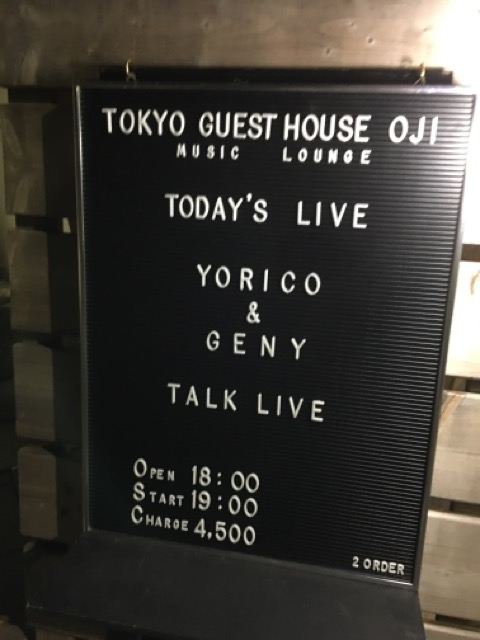 TOKYO GUEST HOUSE OJI
MUSIC LOUNGE
TODAY'S LIVE
YORICO
&
GENY
TALK LIVE
OPEN 18:00
START 19:00
CHARGE 4,500
2 ORDER